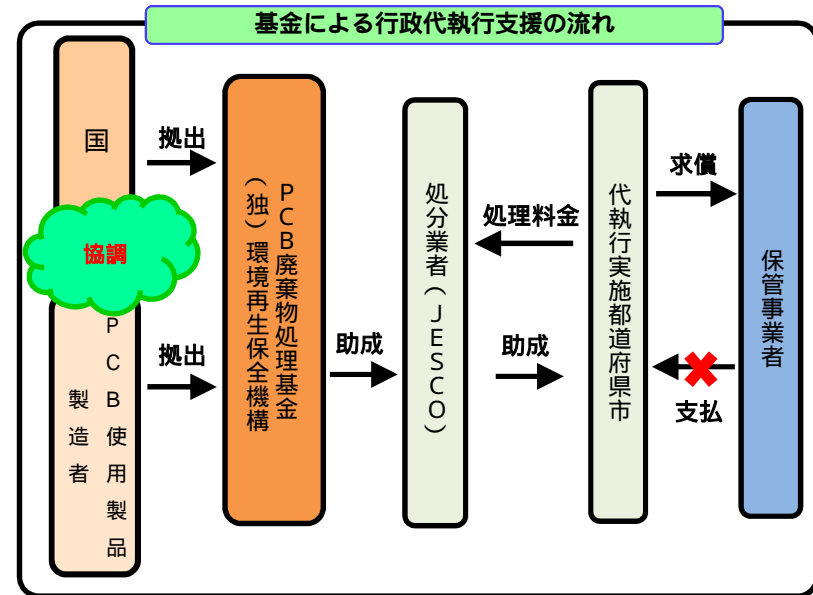 基金による行政代執行支援の流れ
国
協調
PCB使用製品
製造者
拠出
拠出
PCB廃棄物処理基金
（独）環境再生保全機構
助成
処分業者（JESCO）
処理料金
助成
代執行実施都道府県市
求償
支払
保管事業者